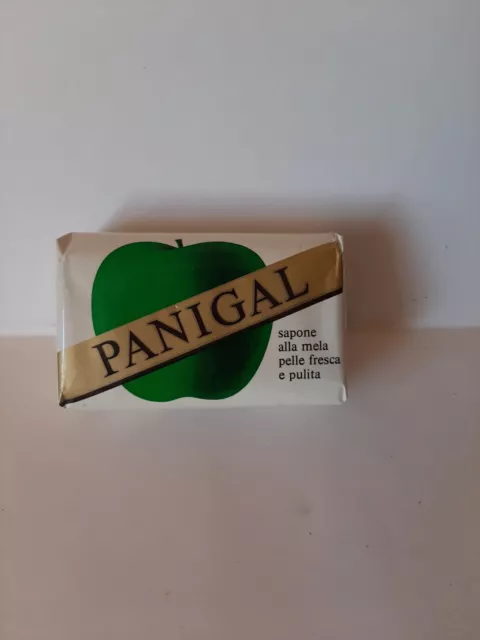 PANIGAL
sapone
alla mela
pelle fresca
e pulita